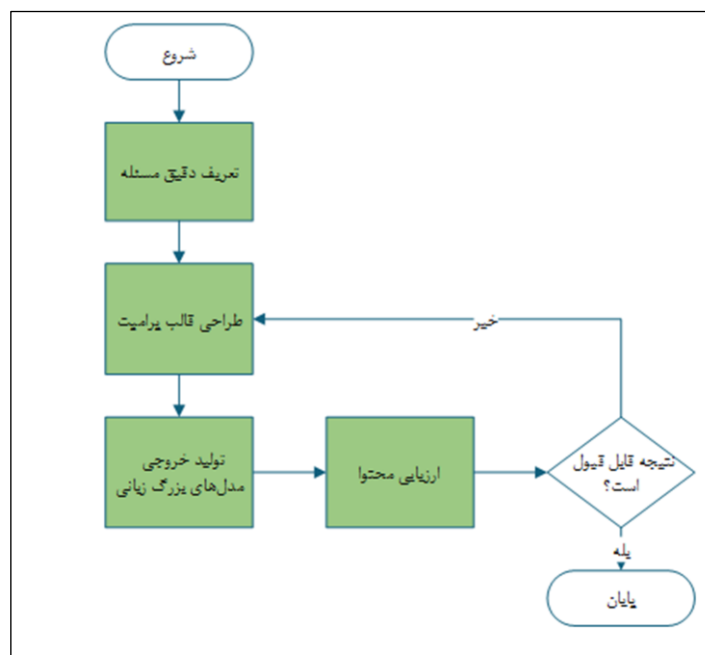 شروع
تعریف دقیق مسئله
طراحی قالب پرامپت
خیر
تولید خروجی
مدل‌های بزرگ زبانی
ارزیابی محتوا
نتیجه قابل قبول
است؟
بله
پایان